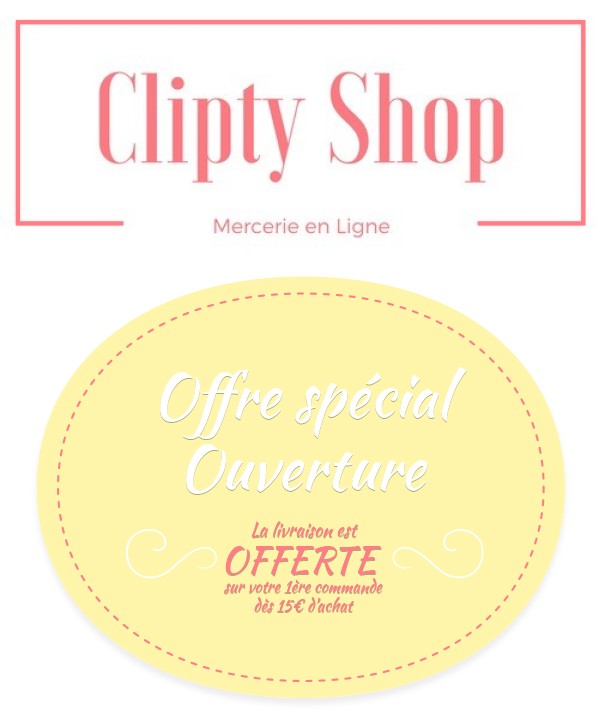 Clipty Shop
Mercerie en Ligne
Offre spécial
Ouverture
La livraison est
OFFERTE
sur votre 1ère commande
dès 15€ d'achat